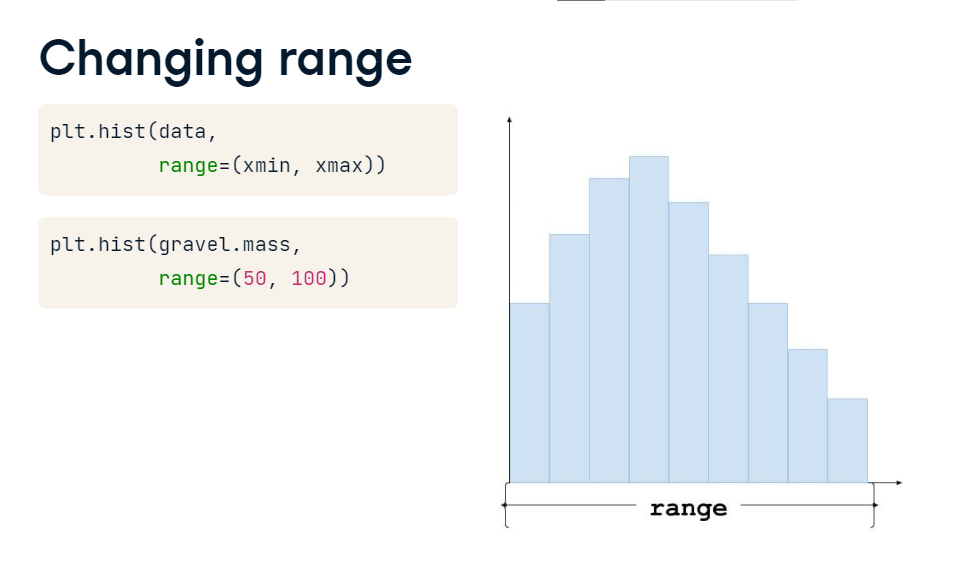 Changing range
plt.hist(data,
range=(xmin, xmax))
plt.hist(gravel.mass,
range=(50, 100))
range